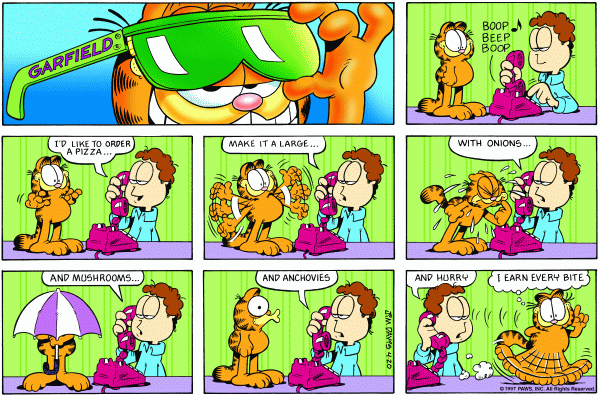 GARFIELD
BOOP
BEEP
BOOP
I'D LIKE TO ORDER
A PIZZA...
MAKE IT A LARGE...
WITH ONIONS...
AND MUSHROOMS...
AND ANCHOVIES
JIM DAVIS 4-20
AND HURRY
I EARN EVERY BITE
© 1997 PAWS, INC. All Rights Reserved.